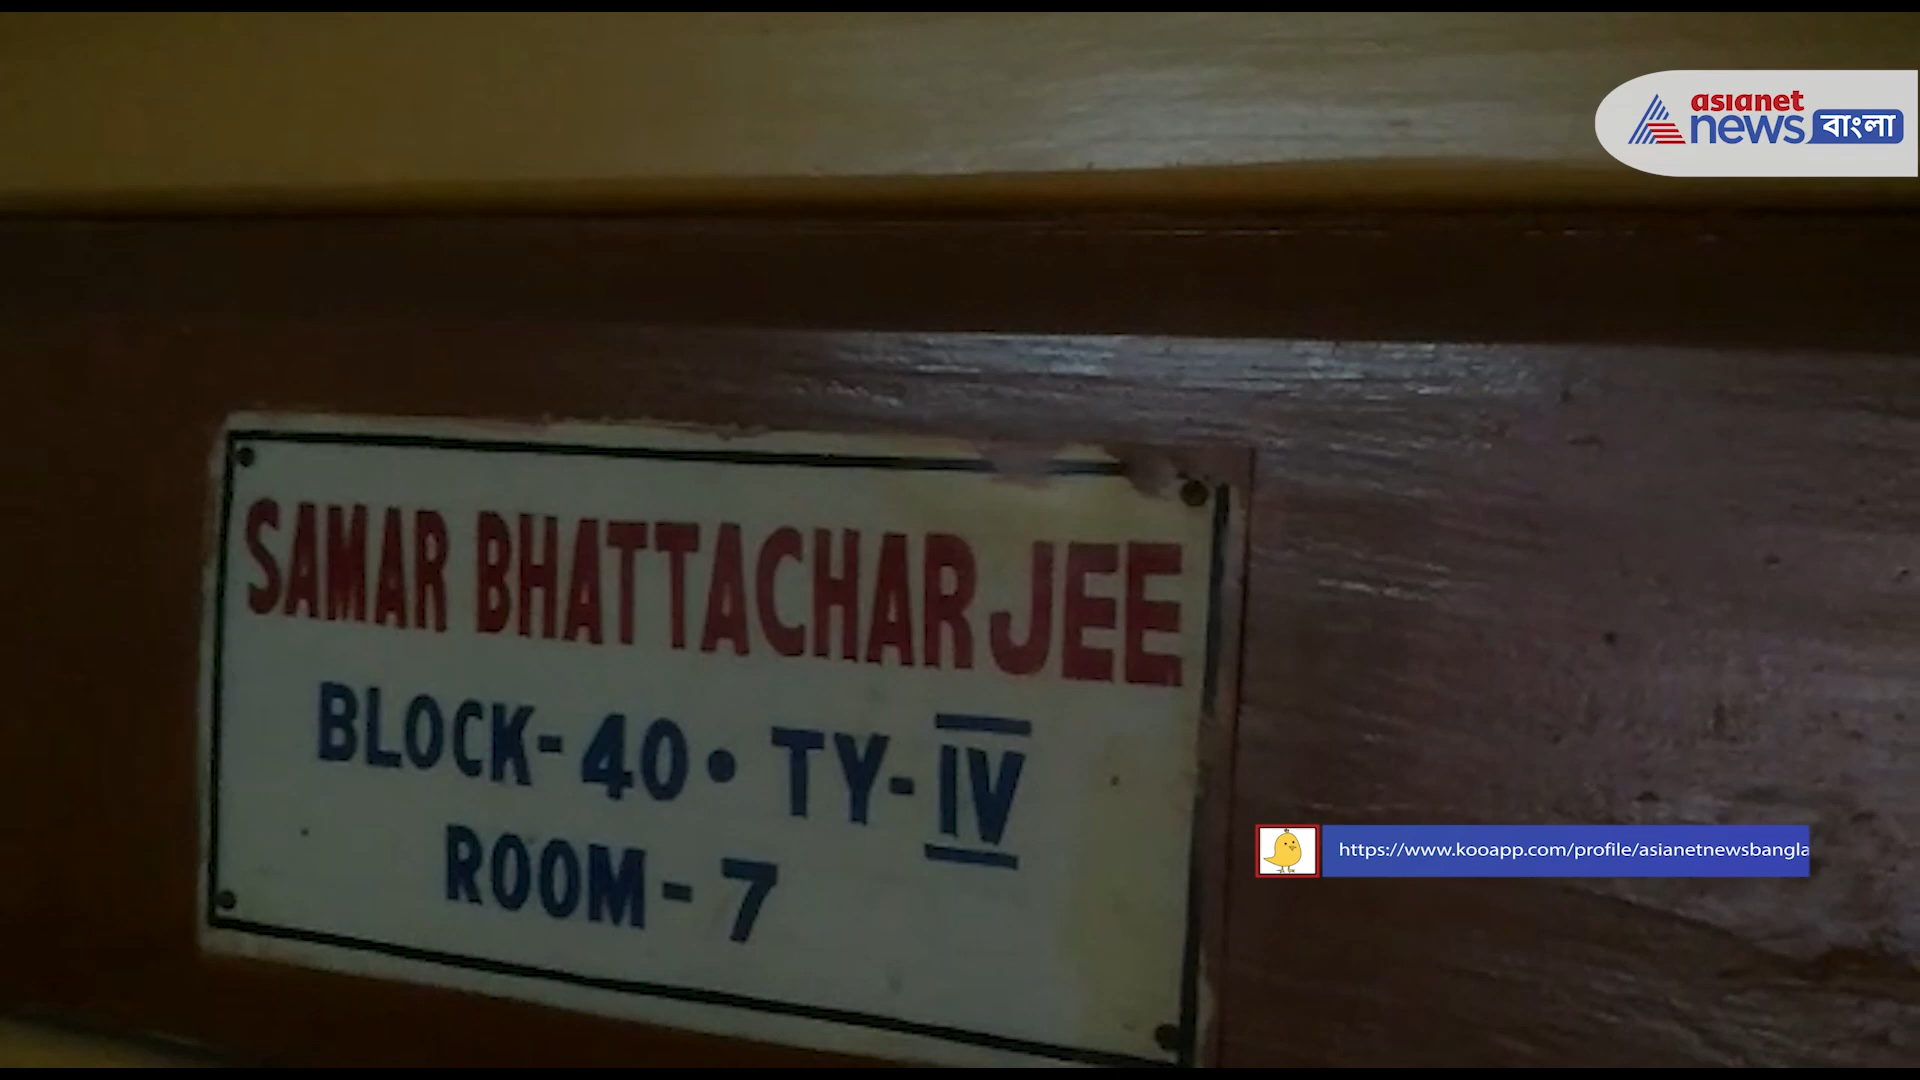 asianet
news বাংলা
SAMAR BHATTACHARJEE
BLOCK-40 • TY-IV
ROOM-7
https://www.kooapp.com/profile/asianetnewsbangla